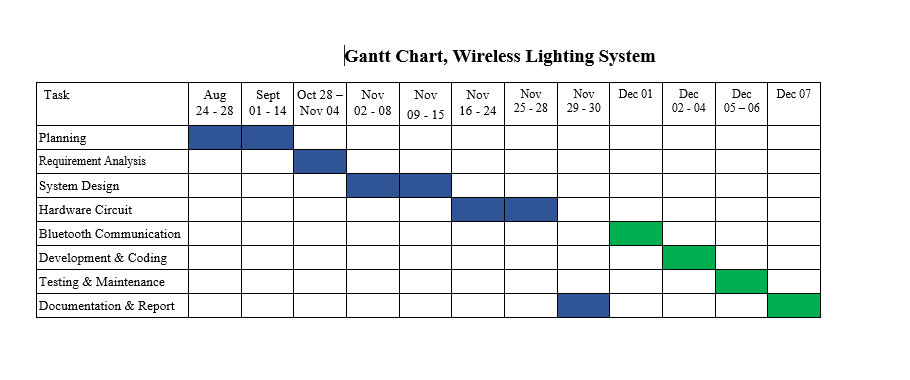 Gantt Chart, Wireless Lighting System
Task
Aug
24 - 28
Sept
01 - 14
Oct 28 –
Nov 04
Nov
02 - 08
Nov
09 - 15
Nov
16 - 24
Nov
25 - 28
Nov
29 - 30
Dec 01
Dec
02 - 04
Dec
05 – 06
Dec 07
Planning
Requirement Analysis
System Design
Hardware Circuit
Bluetooth Communication
Development & Coding
Testing & Maintenance
Documentation & Report